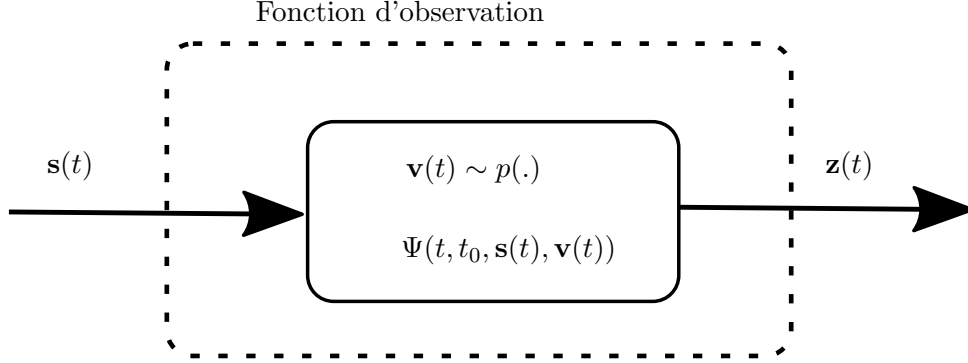 Fonction d'observation
s(t)
v(t) ∼ p(.)
z(t)
Ψ(t, t₀, s(t), v(t))